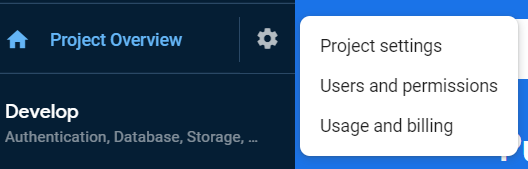 Project Overview
Develop
Authentication, Database, Storage, ...
Project settings
Users and permissions
Usage and billing